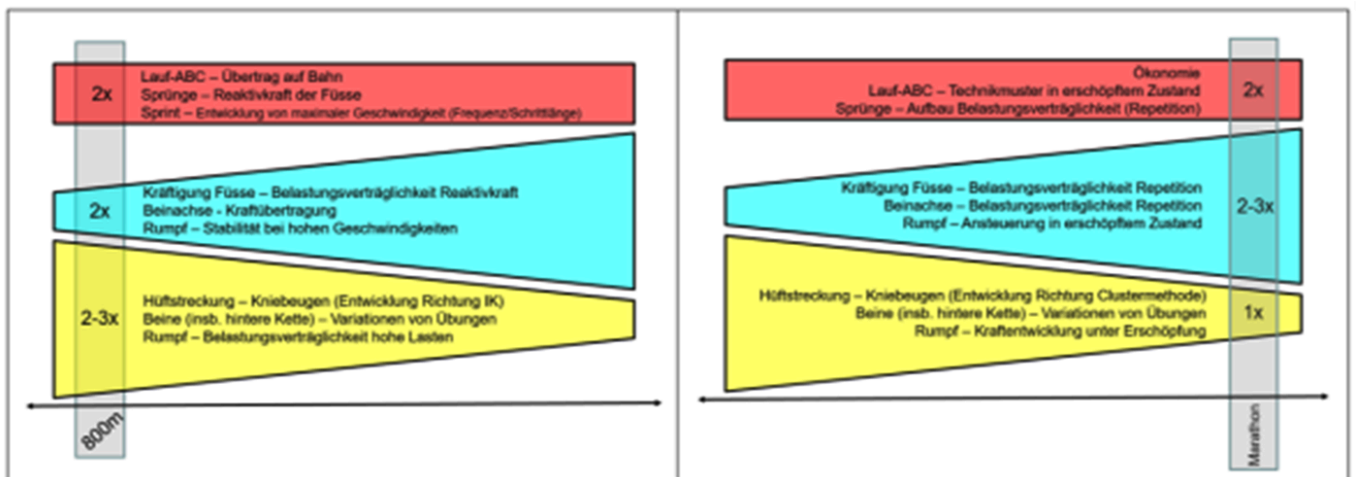 2x
Lauf-ABC – Übertrag auf Bahn
Sprünge – Reaktivkraft der Füsse
Sprint – Entwicklung von maximaler Geschwindigkeit (Frequenz/Schrittlänge)
2x
Kräftigung Füsse – Belastungsverträglichkeit Reaktivkraft
Beinachse - Kraftübertragung
Rumpf – Stabilität bei hohen Geschwindigkeiten
2-3x
Hüftstreckung – Kniebeugen (Entwicklung Richtung IK)
Beine (insb. hintere Kette) – Variationen von Übungen
Rumpf – Belastungsverträglichkeit hohe Lasten
800m
Ökonomie
Lauf-ABC – Technikmuster in erschöpftem Zustand
Sprünge – Aufbau Belastungsverträglichkeit (Repetition)
2x
Kräftigung Füsse – Belastungsverträglichkeit Repetition
Beinachse – Belastungsverträglichkeit Repetition
Rumpf – Ansteuerung in erschöpftem Zustand
2-3x
Hüftstreckung – Kniebeugen (Entwicklung Richtung Clustermethode)
Beine (insb. hintere Kette) – Variationen von Übungen
Rumpf – Kraftentwicklung unter Erschöpfung
1x
Marathon